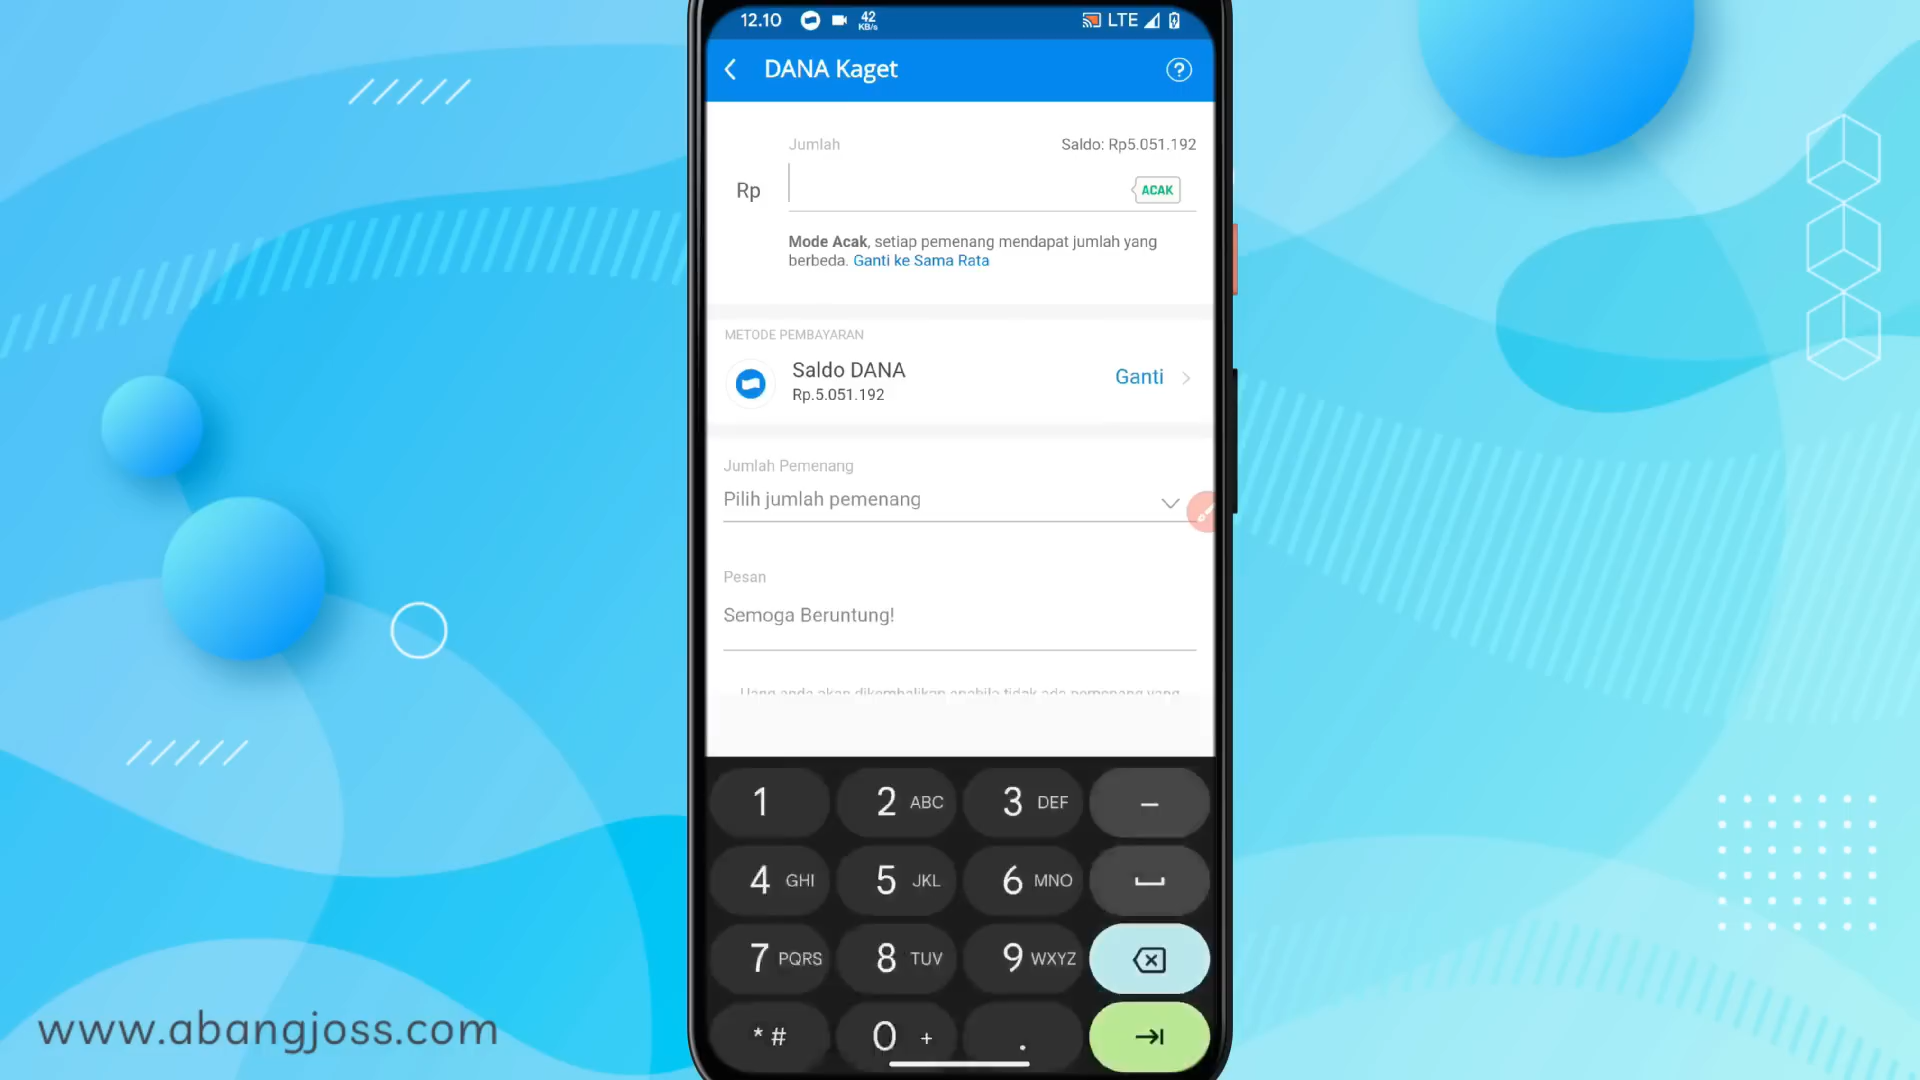 12.10
42
KB/s
LTE
DANA Kaget
?
Jumlah
Saldo: Rp5.051.192
Rp
ACAK
Mode Acak, setiap pemenang mendapat jumlah yang
berbeda. Ganti ke Sama Rata
METODE PEMBAYARAN
Saldo DANA
Rp.5.051.192
Ganti
Jumlah Pemenang
Pilih jumlah pemenang
Pesan
Semoga Beruntung!
Uang anda akan dikembalikan apabila tidak ada pemenang yang
1
2 ABC
3 DEF
–
4 GHI
5 JKL
6 MNO
7 PQRS
8 TUV
9 WXYZ
* #
0 +
.
www.abangjoss.com